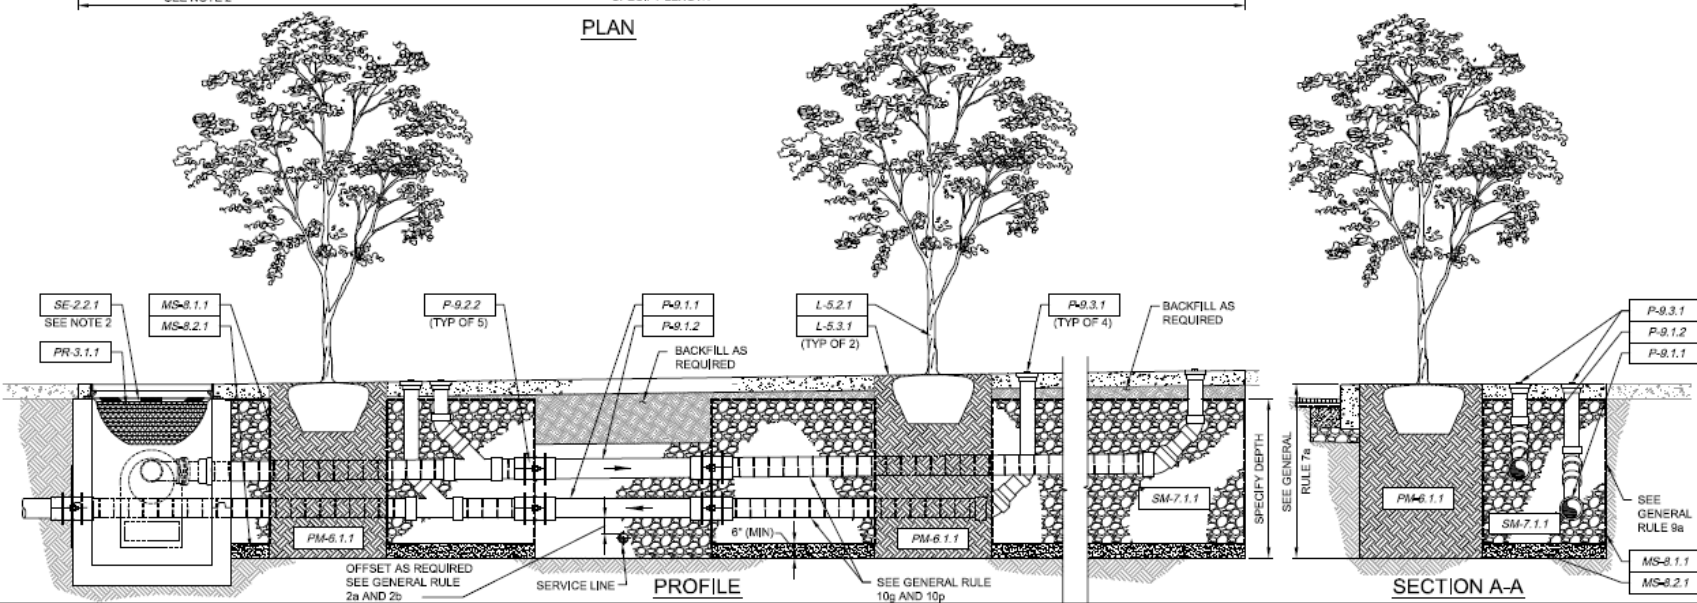 SEE NOTE 2
PLAN
SE-2.2.1
SEE NOTE 2
PR-3.1.1
MS-8.1.1
MS-8.2.1
P-9.2.2
(TYP OF 5)
P-9.1.1
P-9.1.2
BACKFILL AS
REQUIRED
L-5.2.1
L-5.3.1
(TYP OF 2)
P-9.3.1
(TYP OF 4)
BACKFILL AS
REQUIRED
P-9.3.1
P-9.1.2
P-9.1.1
PM-6.1.1
OFFSET AS REQUIRED
SEE GENERAL RULE
2a AND 2b
SERVICE LINE
6" (MIN)
PROFILE
PM-6.1.1
SEE GENERAL RULE
10g AND 10p
SM-7.1.1
SPECIFY DEPTH
SEE GENERAL
RULE 7a
PM-6.1.1
SM-7.1.1
SEE
GENERAL
RULE 9a
MS-8.1.1
MS-8.2.1
SECTION A-A